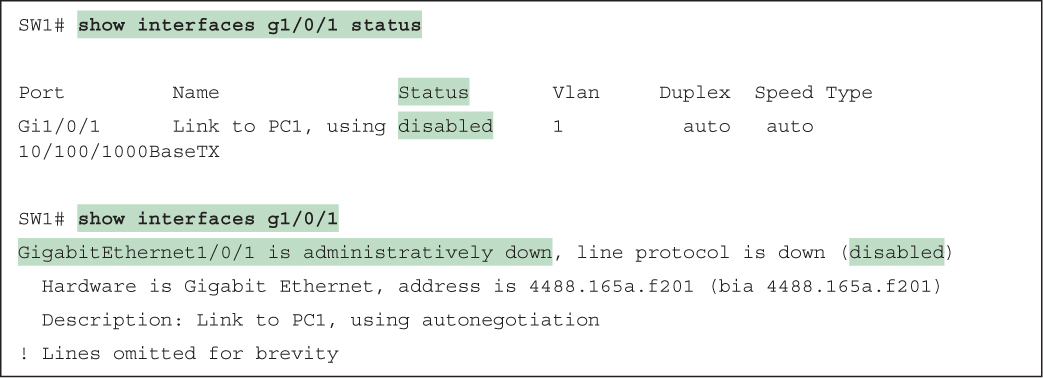 SW1# show interfaces g1/0/1 status
Port Name Status Vlan Duplex Speed Type
Gi1/0/1 Link to PC1, using disabled 1 auto auto
10/100/1000BaseTX
SW1# show interfaces g1/0/1
GigabitEthernet1/0/1 is administratively down, line protocol is down (disabled)
Hardware is Gigabit Ethernet, address is 4488.165a.f201 (bia 4488.165a.f201)
Description: Link to PC1, using autonegotiation
! Lines omitted for brevity